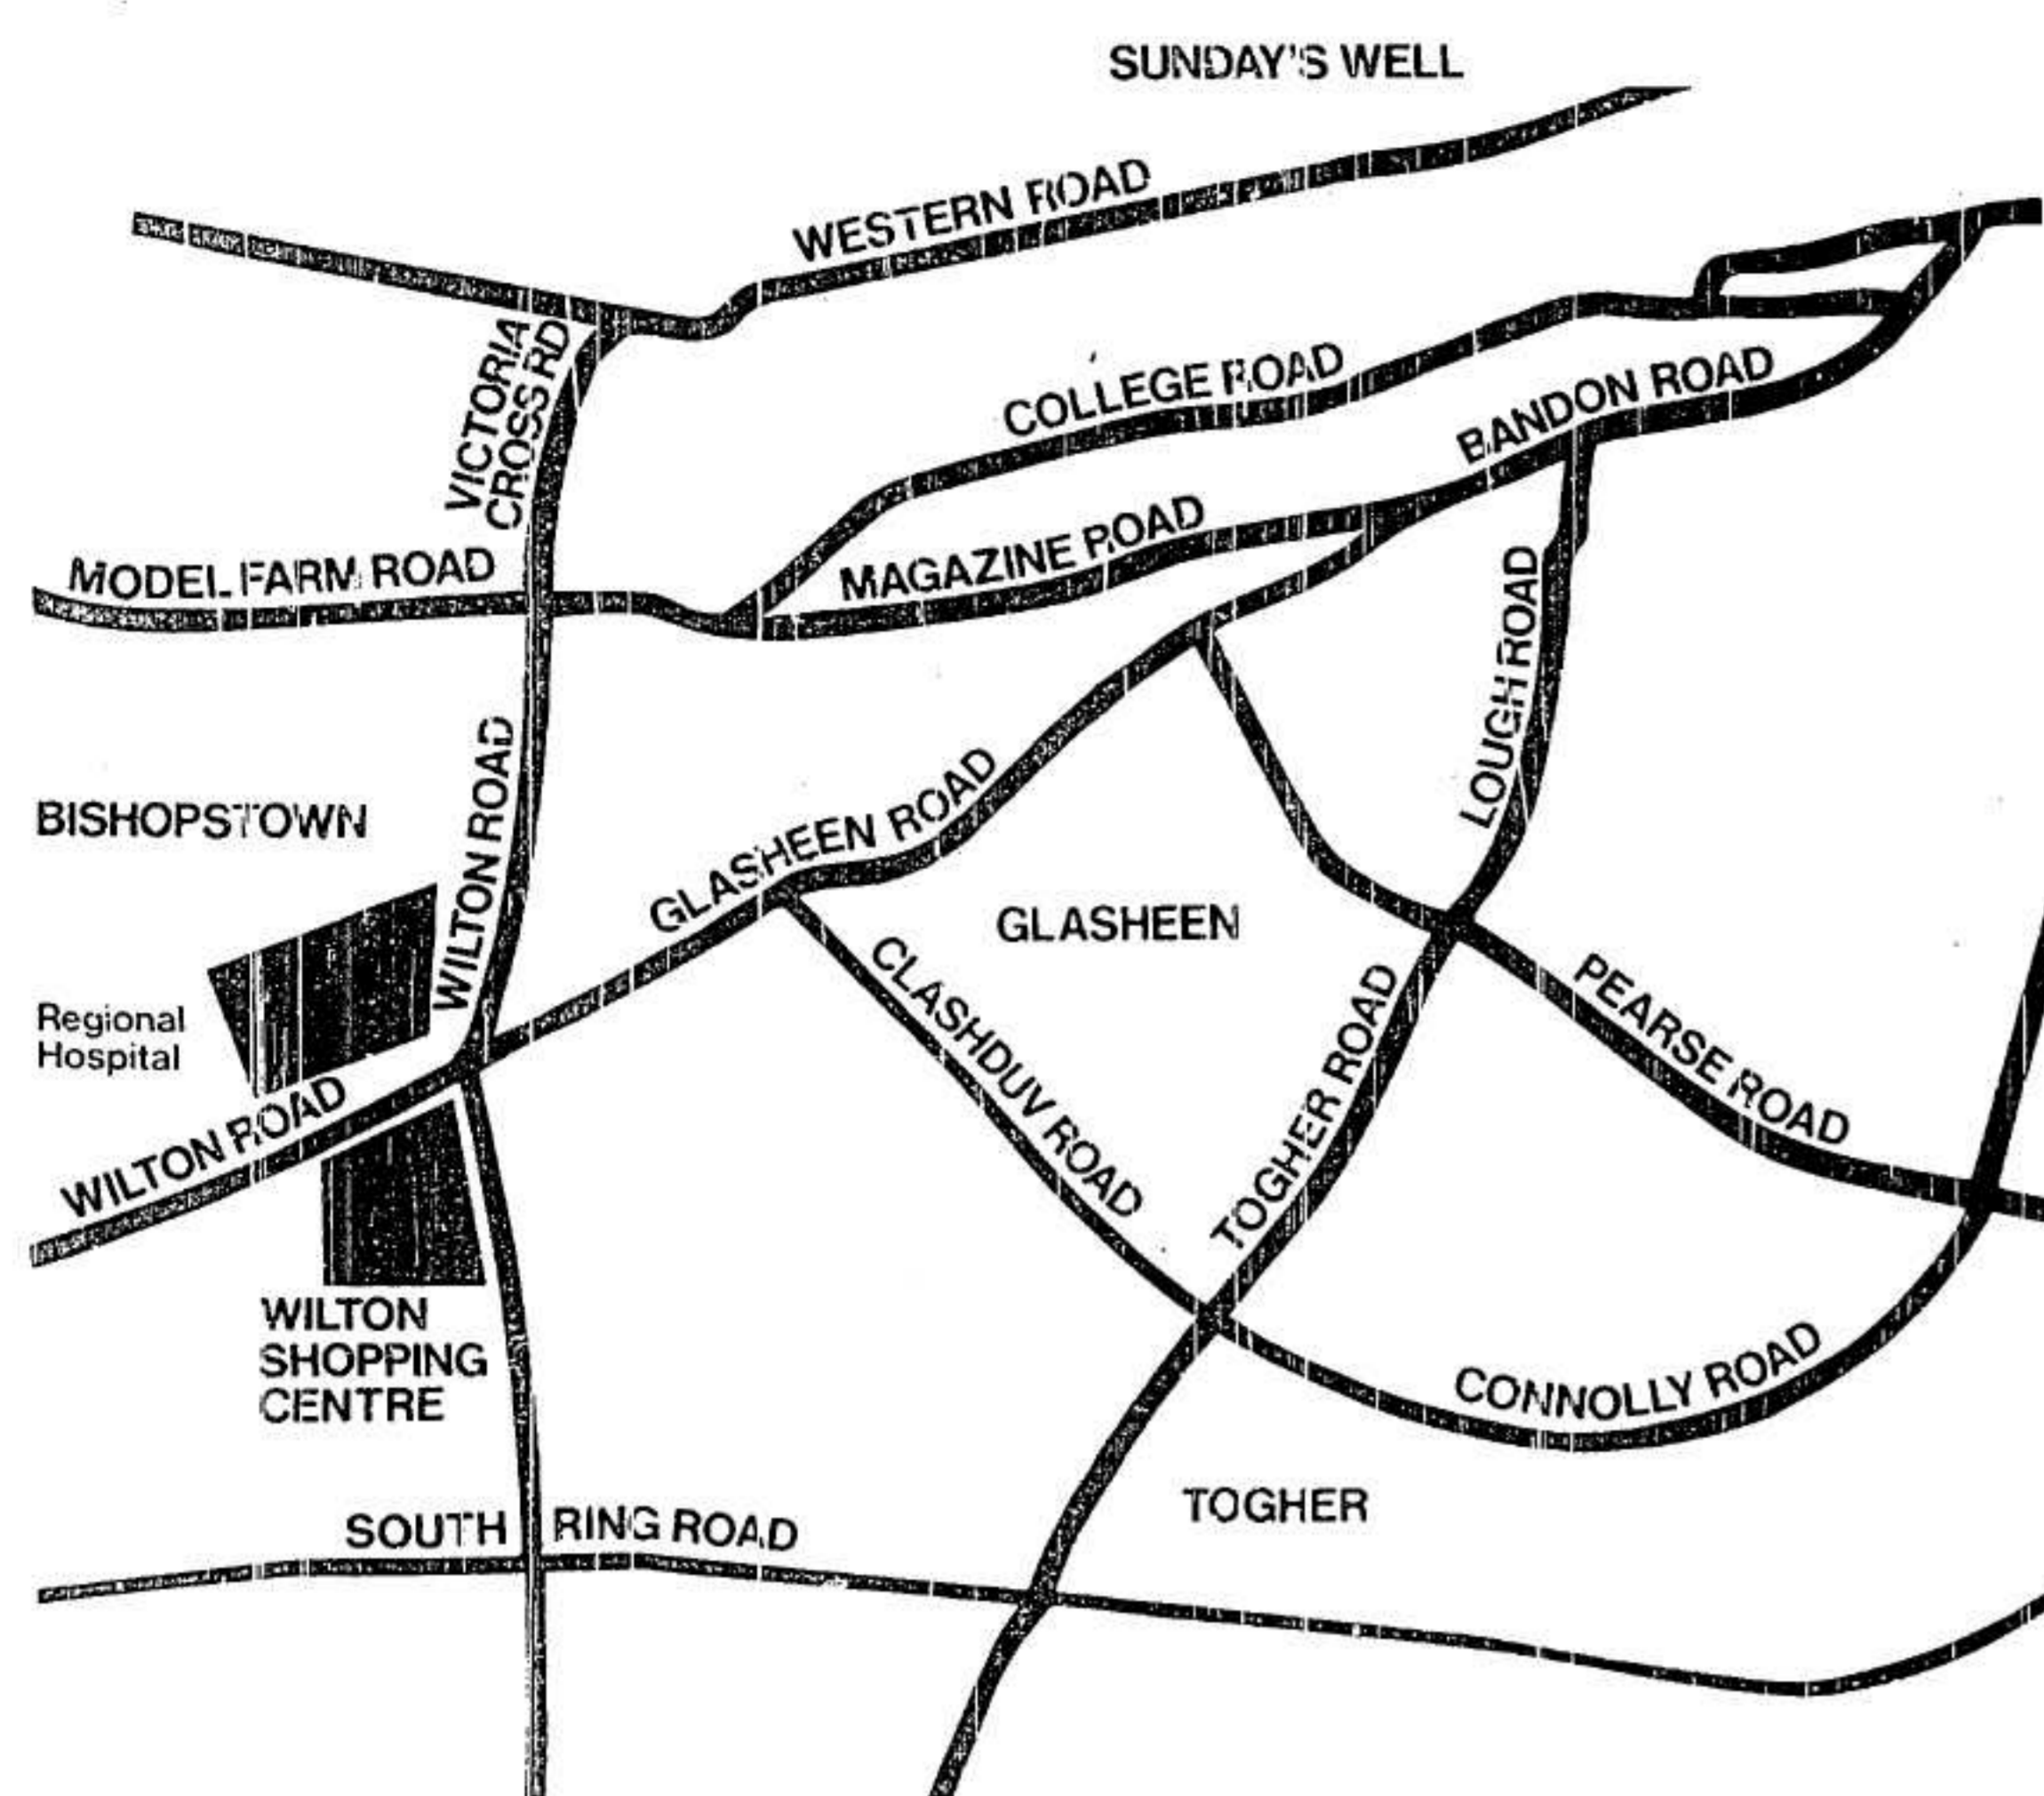 SUNDAY'S WELL
WESTERN ROAD
VICTORIA
CROSS RD
COLLEGE ROAD
BANDON ROAD
MODEL FARM ROAD
MAGAZINE ROAD
LOUGH ROAD
BISHOPSTOWN
WILTON ROAD
GLASHEEN ROAD
GLASHEEN
Regional
Hospital
CLASHDUV ROAD
TOGHER ROAD
PEARSE ROAD
WILTON ROAD
WILTON
SHOPPING
CENTRE
CONNOLLY ROAD
TOGHER
SOUTH RING ROAD